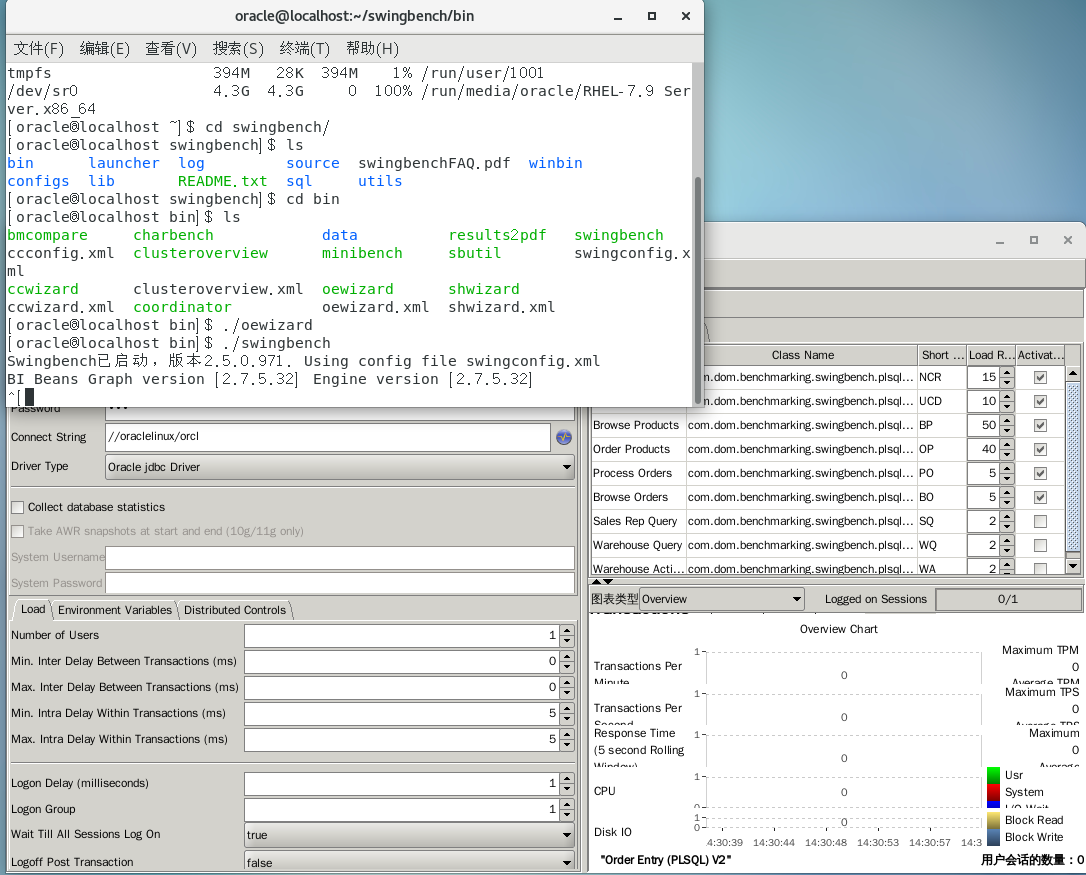 oracle@localhost:~/swingbench/bin
文件(F) 编辑(E) 查看(V) 搜索(S) 终端(T) 帮助(H)
tmpfs 394M 28K 394M 1% /run/user/1001
/dev/sr0 4.3G 4.3G 0 100% /run/media/oracle/RHEL-7.9 Ser
ver.x86_64
[oracle@localhost ~]$ cd swingbench/
[oracle@localhost swingbench]$ ls
bin launcher log source swingbenchFAQ.pdf winbin
configs lib README.txt sql utils
[oracle@localhost swingbench]$ cd bin
[oracle@localhost bin]$ ls
bmcompare charbench data results2pdf swingbench
ccconfig.xml clusteroverview minibench sbutil swingconfig.x
ml
ccwizard clusteroverview.xml oewizard shwizard
ccwizard.xml coordinator oewizard.xml shwizard.xml
[oracle@localhost bin]$ ./oewizard
[oracle@localhost bin]$ ./swingbench
Swingbench已启动，版本2.5.0.971. Using config file swingconfig.xml
BI Beans Graph version [2.7.5.32] Engine version [2.7.5.32]
^[
Password
Connect String //oraclelinux/orcl
Driver Type Oracle jdbc Driver
Collect database statistics
Take AWR snapshots at start and end (10g/11g only)
System Username
System Password
Load Environment Variables Distributed Controls
Number of Users 1
Min. Inter Delay Between Transactions (ms) 0
Max. Inter Delay Between Transactions (ms) 0
Min. Intra Delay Within Transactions (ms) 5
Max. Intra Delay Within Transactions (ms) 5
Logon Delay (milliseconds) 1
Logon Group 1
Wait Till All Sessions Log On true
Logoff Post Transaction false
Class Name Short ... Load R... Activat...
m.dom.benchmarking.swingbench.plsql... NCR 15
om.dom.benchmarking.swingbench.plsql... UCD 10
Browse Products com.dom.benchmarking.swingbench.plsql... BP 50
Order Products com.dom.benchmarking.swingbench.plsql... OP 40
Process Orders com.dom.benchmarking.swingbench.plsql... PO 5
Browse Orders com.dom.benchmarking.swingbench.plsql... BO 5
Sales Rep Query com.dom.benchmarking.swingbench.plsql... SQ 2
Warehouse Query com.dom.benchmarking.swingbench.plsql... WQ 2
Warehouse Acti... com.dom.benchmarking.swingbench.plsql... WA 2
图表类型 Overview Logged on Sessions 0/1
Overview Chart
Transactions Per
Minute
1
0
Maximum TPM
0
Average TPM
Transactions Per
Second
1
0
Maximum TPS
0
Average TPS
Response Time
(5 second Rolling
Window)
1
0
Maximum
0
Average
CPU
1
0
0
Usr
System
I/O Wait
Disk IO
1
0
0
Block Read
Block Write
4:30:39 14:30:44 14:30:48 14:30:53 14:30:57 14:3
"Order Entry (PLSQL) V2" 用户会话的数量：0